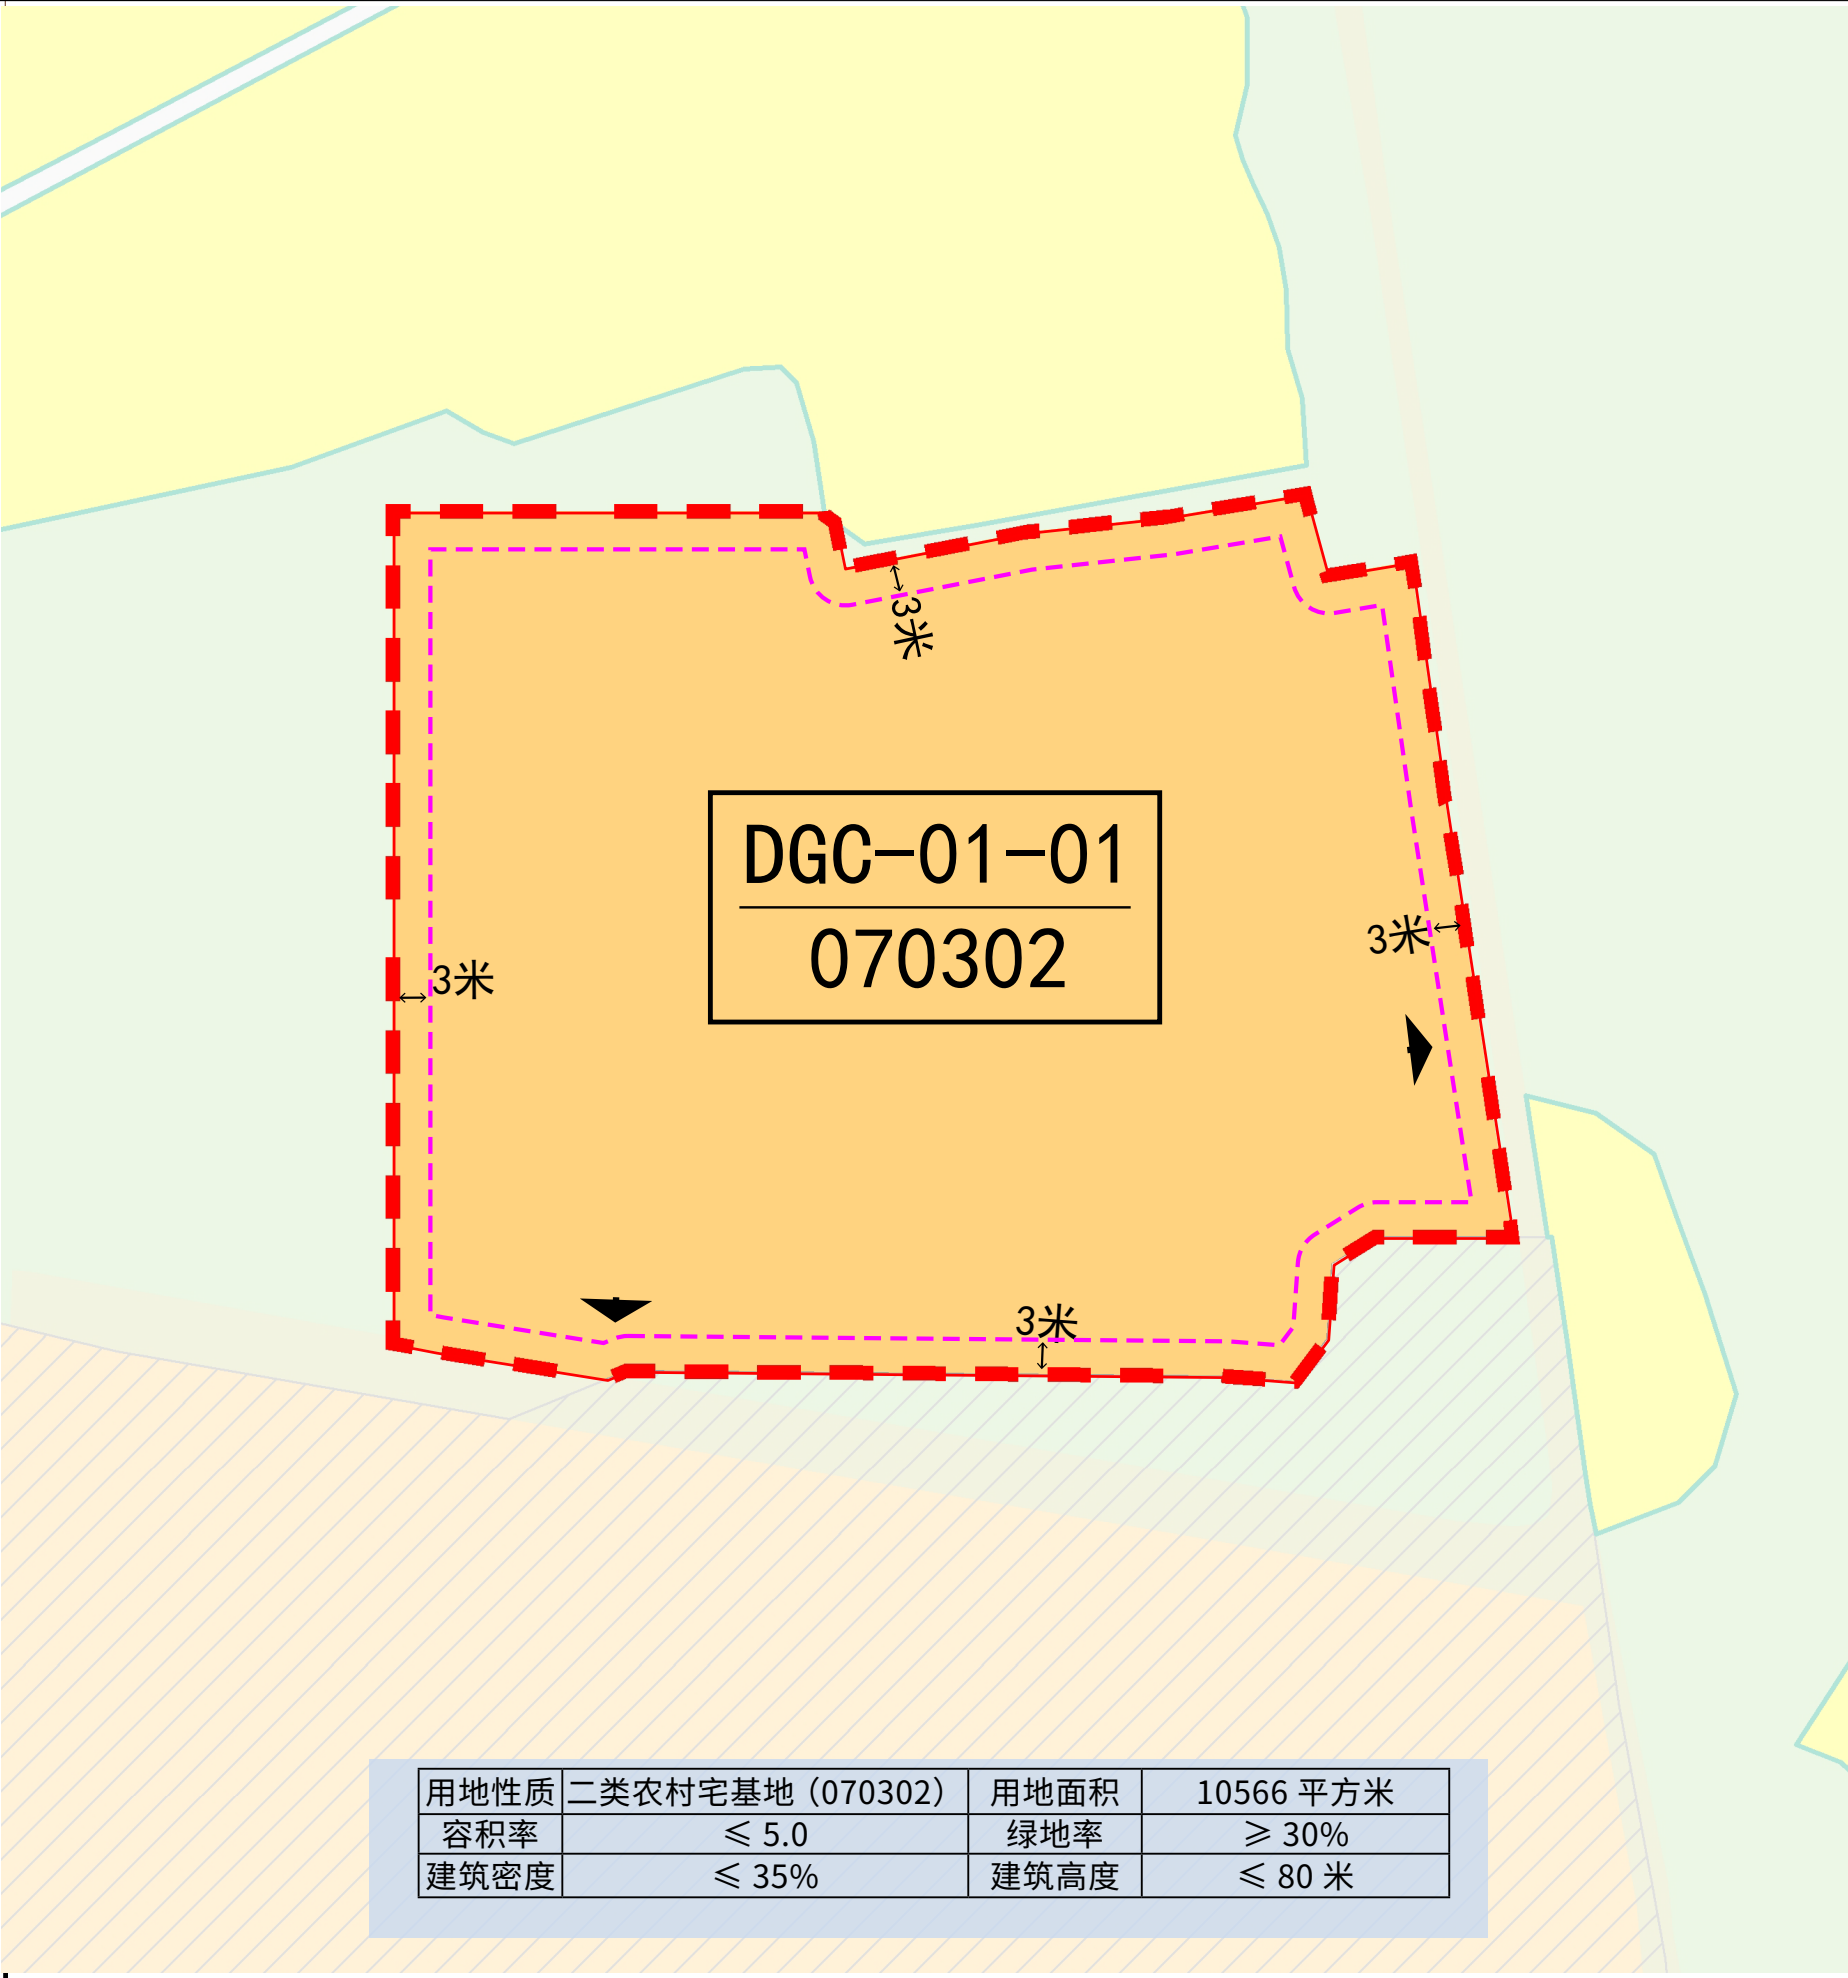 3米
DGC-01-01
070302
3米
3米
3米
用地性质 二类农村宅基地（070302） 用地面积 10566 平方米
容积率 ≤ 5.0 绿地率 ≥ 30%
建筑密度 ≤ 35% 建筑高度 ≤ 80 米